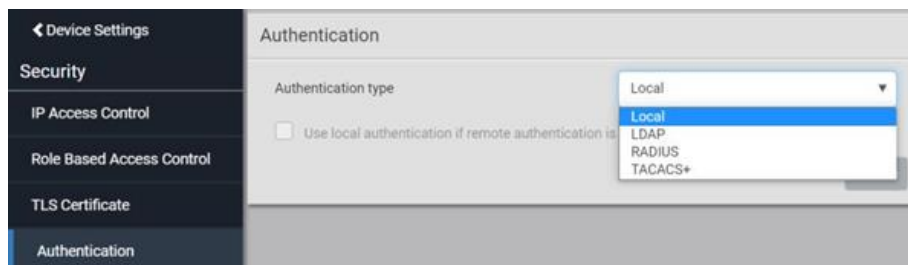 Device Settings
Security
IP Access Control
Role Based Access Control
TLS Certificate
Authentication
Authentication
Authentication type
Local
Use local authentication if remote authentication is
Local
LDAP
RADIUS
TACACS+